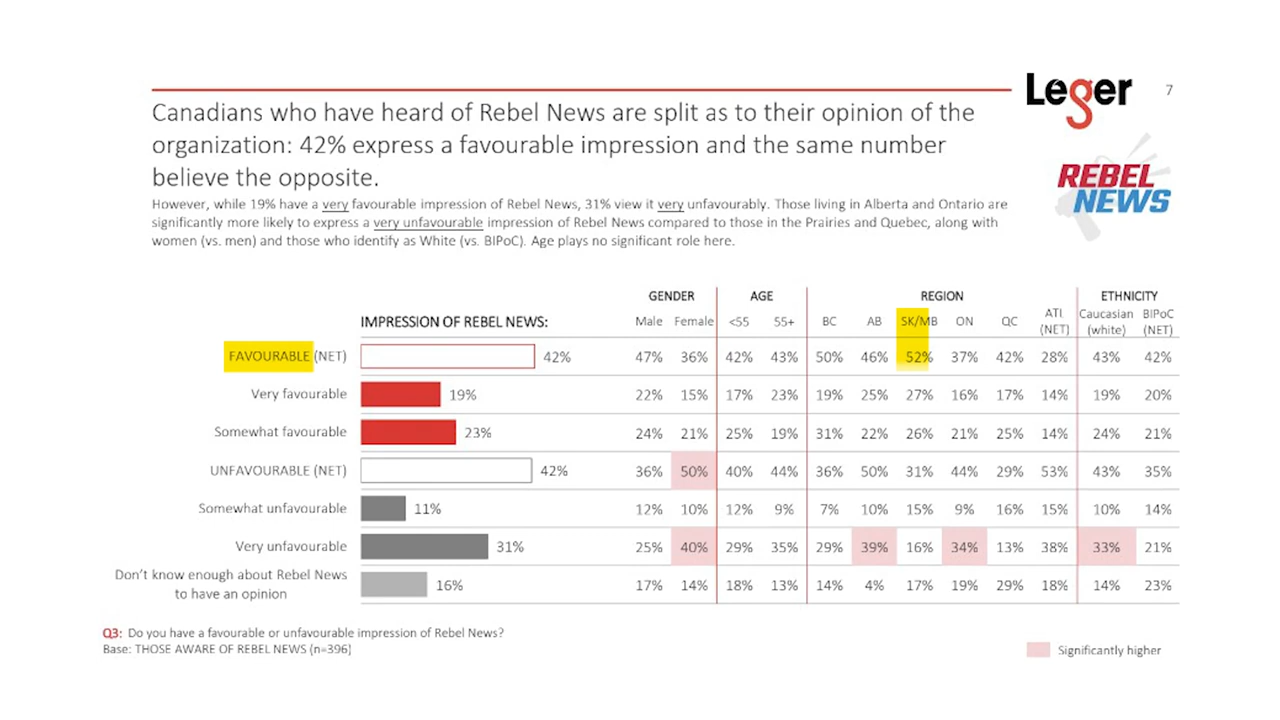 Leger
7
Canadians who have heard of Rebel News are split as to their opinion of the
organization: 42% express a favourable impression and the same number
believe the opposite.
REBEL
NEWS
However, while 19% have a very favourable impression of Rebel News, 31% view it very unfavourably. Those living in Alberta and Ontario are
significantly more likely to express a very unfavourable impression of Rebel News compared to those in the Prairies and Quebec, along with
women (vs. men) and those who identify as White (vs. BIPoC). Age plays no significant role here.
GENDER AGE REGION ETHNICITY
IMPRESSION OF REBEL NEWS: Male Female <55 55+ BC AB SK/MB ON QC ATL (NET) Caucasian (white) BIPoC (NET)
FAVOURABLE (NET) 42% 47% 36% 42% 43% 50% 46% 52% 37% 42% 28% 43% 42%
Very favourable 19% 22% 15% 17% 23% 19% 25% 27% 16% 17% 14% 19% 20%
Somewhat favourable 23% 24% 21% 25% 19% 31% 22% 26% 21% 25% 14% 24% 21%
UNFAVOURABLE (NET) 42% 36% 50% 40% 44% 36% 50% 31% 44% 29% 53% 43% 35%
Somewhat unfavourable 11% 12% 10% 12% 9% 7% 10% 15% 9% 16% 15% 10% 14%
Very unfavourable 31% 25% 40% 29% 35% 29% 39% 16% 34% 13% 38% 33% 21%
Don't know enough about Rebel News
to have an opinion 16% 17% 14% 18% 13% 14% 4% 17% 19% 29% 18% 14% 23%
Q3: Do you have a favourable or unfavourable impression of Rebel News?
Base: THOSE AWARE OF REBEL NEWS (n=396)
Significantly higher